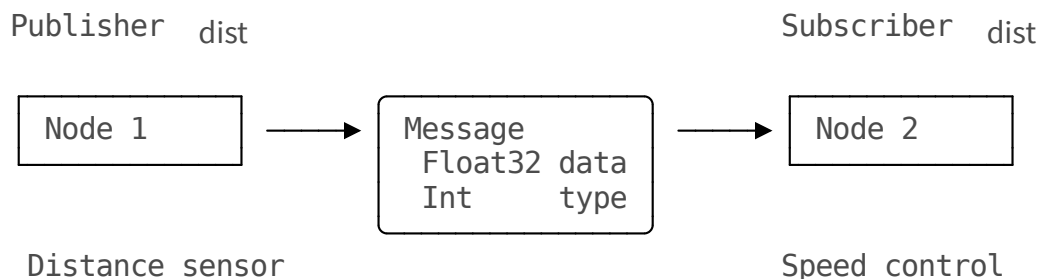 Publisher dist
Subscriber dist
Node 1
Message
Float32 data
Int type
Node 2
Distance sensor
Speed control